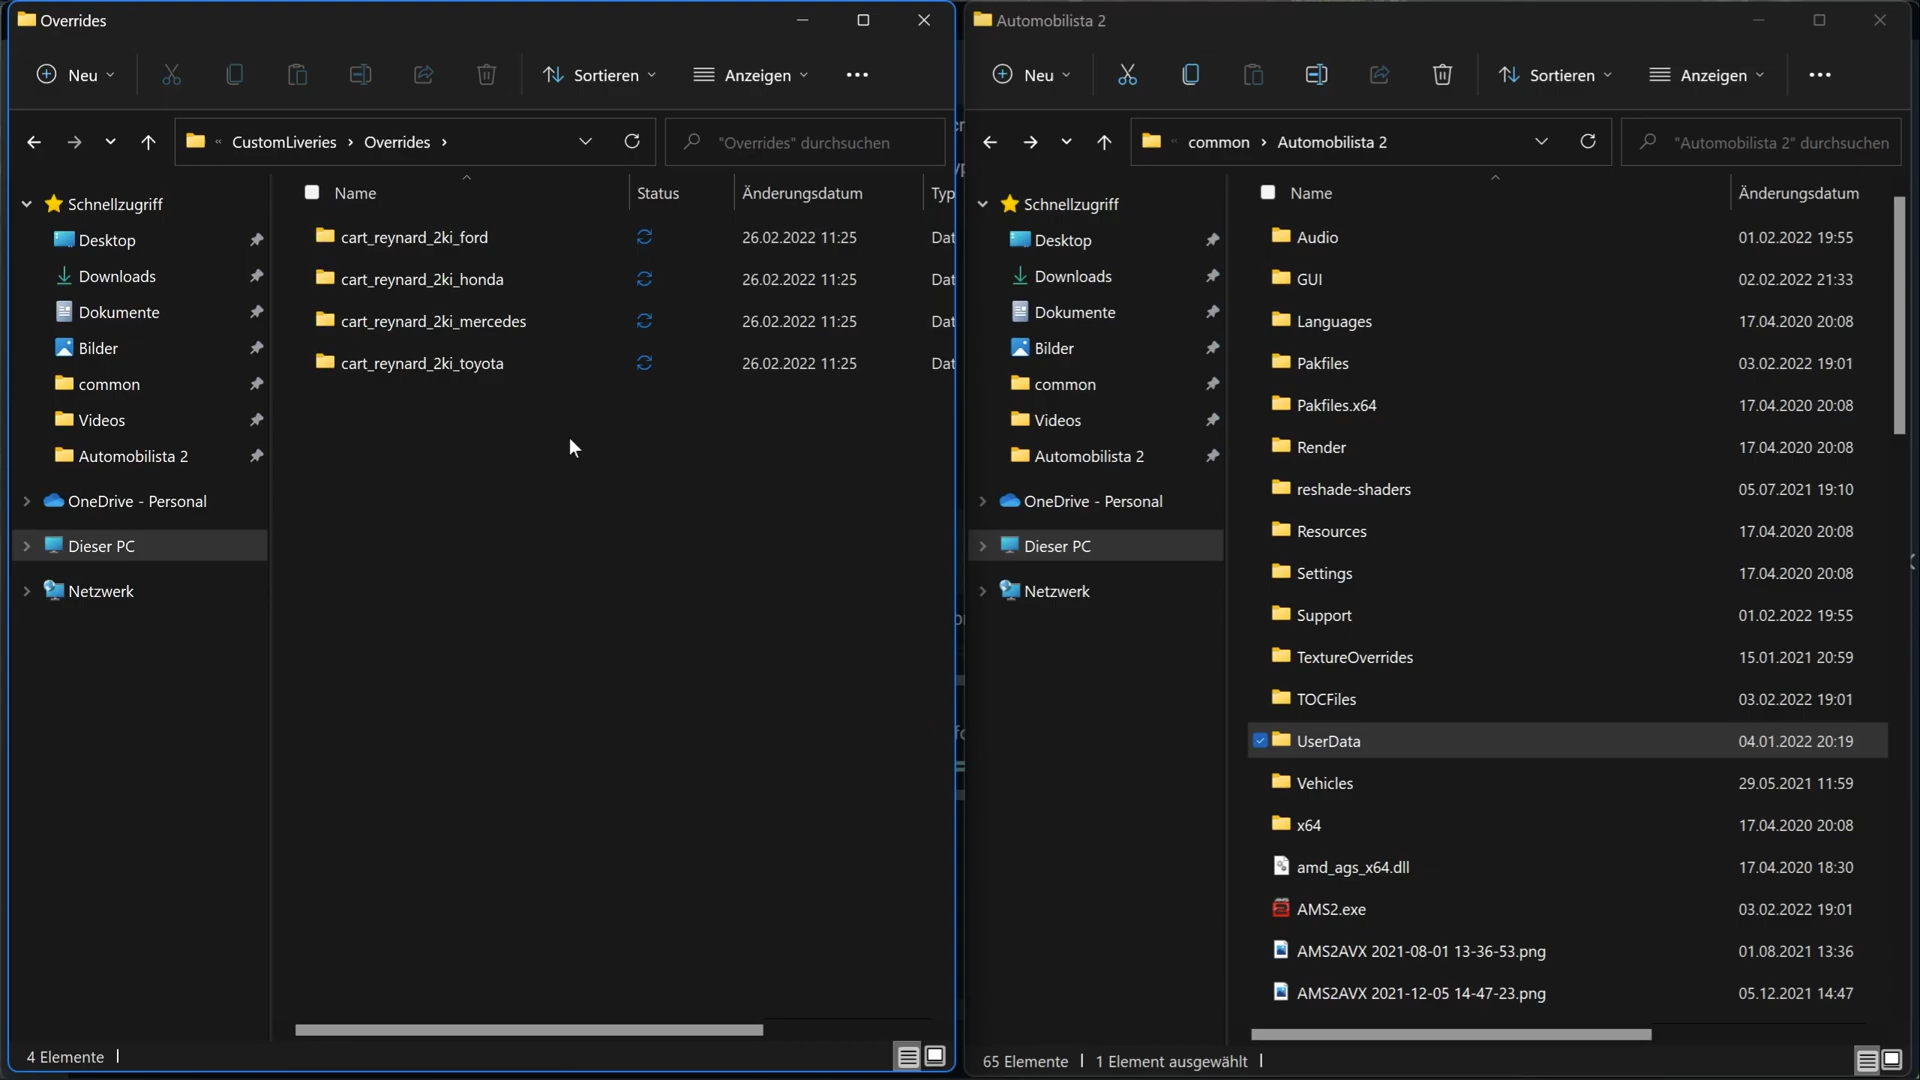 Overrides
Neu
Sortieren
Anzeigen
CustomLiveries › Overrides ›
"Overrides" durchsuchen
Name
Status
Änderungsdatum
Typ
Schnellzugriff
Desktop
Downloads
Dokumente
Bilder
common
Videos
Automobilista 2
OneDrive - Personal
Dieser PC
Netzwerk
cart_reynard_2ki_ford 26.02.2022 11:25 Dat
cart_reynard_2ki_honda 26.02.2022 11:25 Dat
cart_reynard_2ki_mercedes 26.02.2022 11:25 Dat
cart_reynard_2ki_toyota 26.02.2022 11:25 Dat
4 Elemente
Automobilista 2
Neu
Sortieren
Anzeigen
« common › Automobilista 2
"Automobilista 2" durchsuchen
Name
Änderungsdatum
Schnellzugriff
Desktop
Downloads
Dokumente
Bilder
common
Videos
Automobilista 2
OneDrive - Personal
Dieser PC
Netzwerk
Audio 01.02.2022 19:55
GUI 02.02.2022 21:33
Languages 17.04.2020 20:08
Pakfiles 03.02.2022 19:01
Pakfiles.x64 17.04.2020 20:08
Render 17.04.2020 20:08
reshade-shaders 05.07.2021 19:10
Resources 17.04.2020 20:08
Settings 17.04.2020 20:08
Support 01.02.2022 19:55
TextureOverrides 15.01.2021 20:59
TOCFiles 03.02.2022 19:01
UserData 04.01.2022 20:19
Vehicles 29.05.2021 11:59
x64 17.04.2020 20:08
amd_ags_x64.dll 17.04.2020 18:30
AMS2.exe 03.02.2022 19:01
AMS2AVX 2021-08-01 13-36-53.png 01.08.2021 13:36
AMS2AVX 2021-12-05 14-47-23.png 05.12.2021 14:47
65 Elemente
1 Element ausgewählt